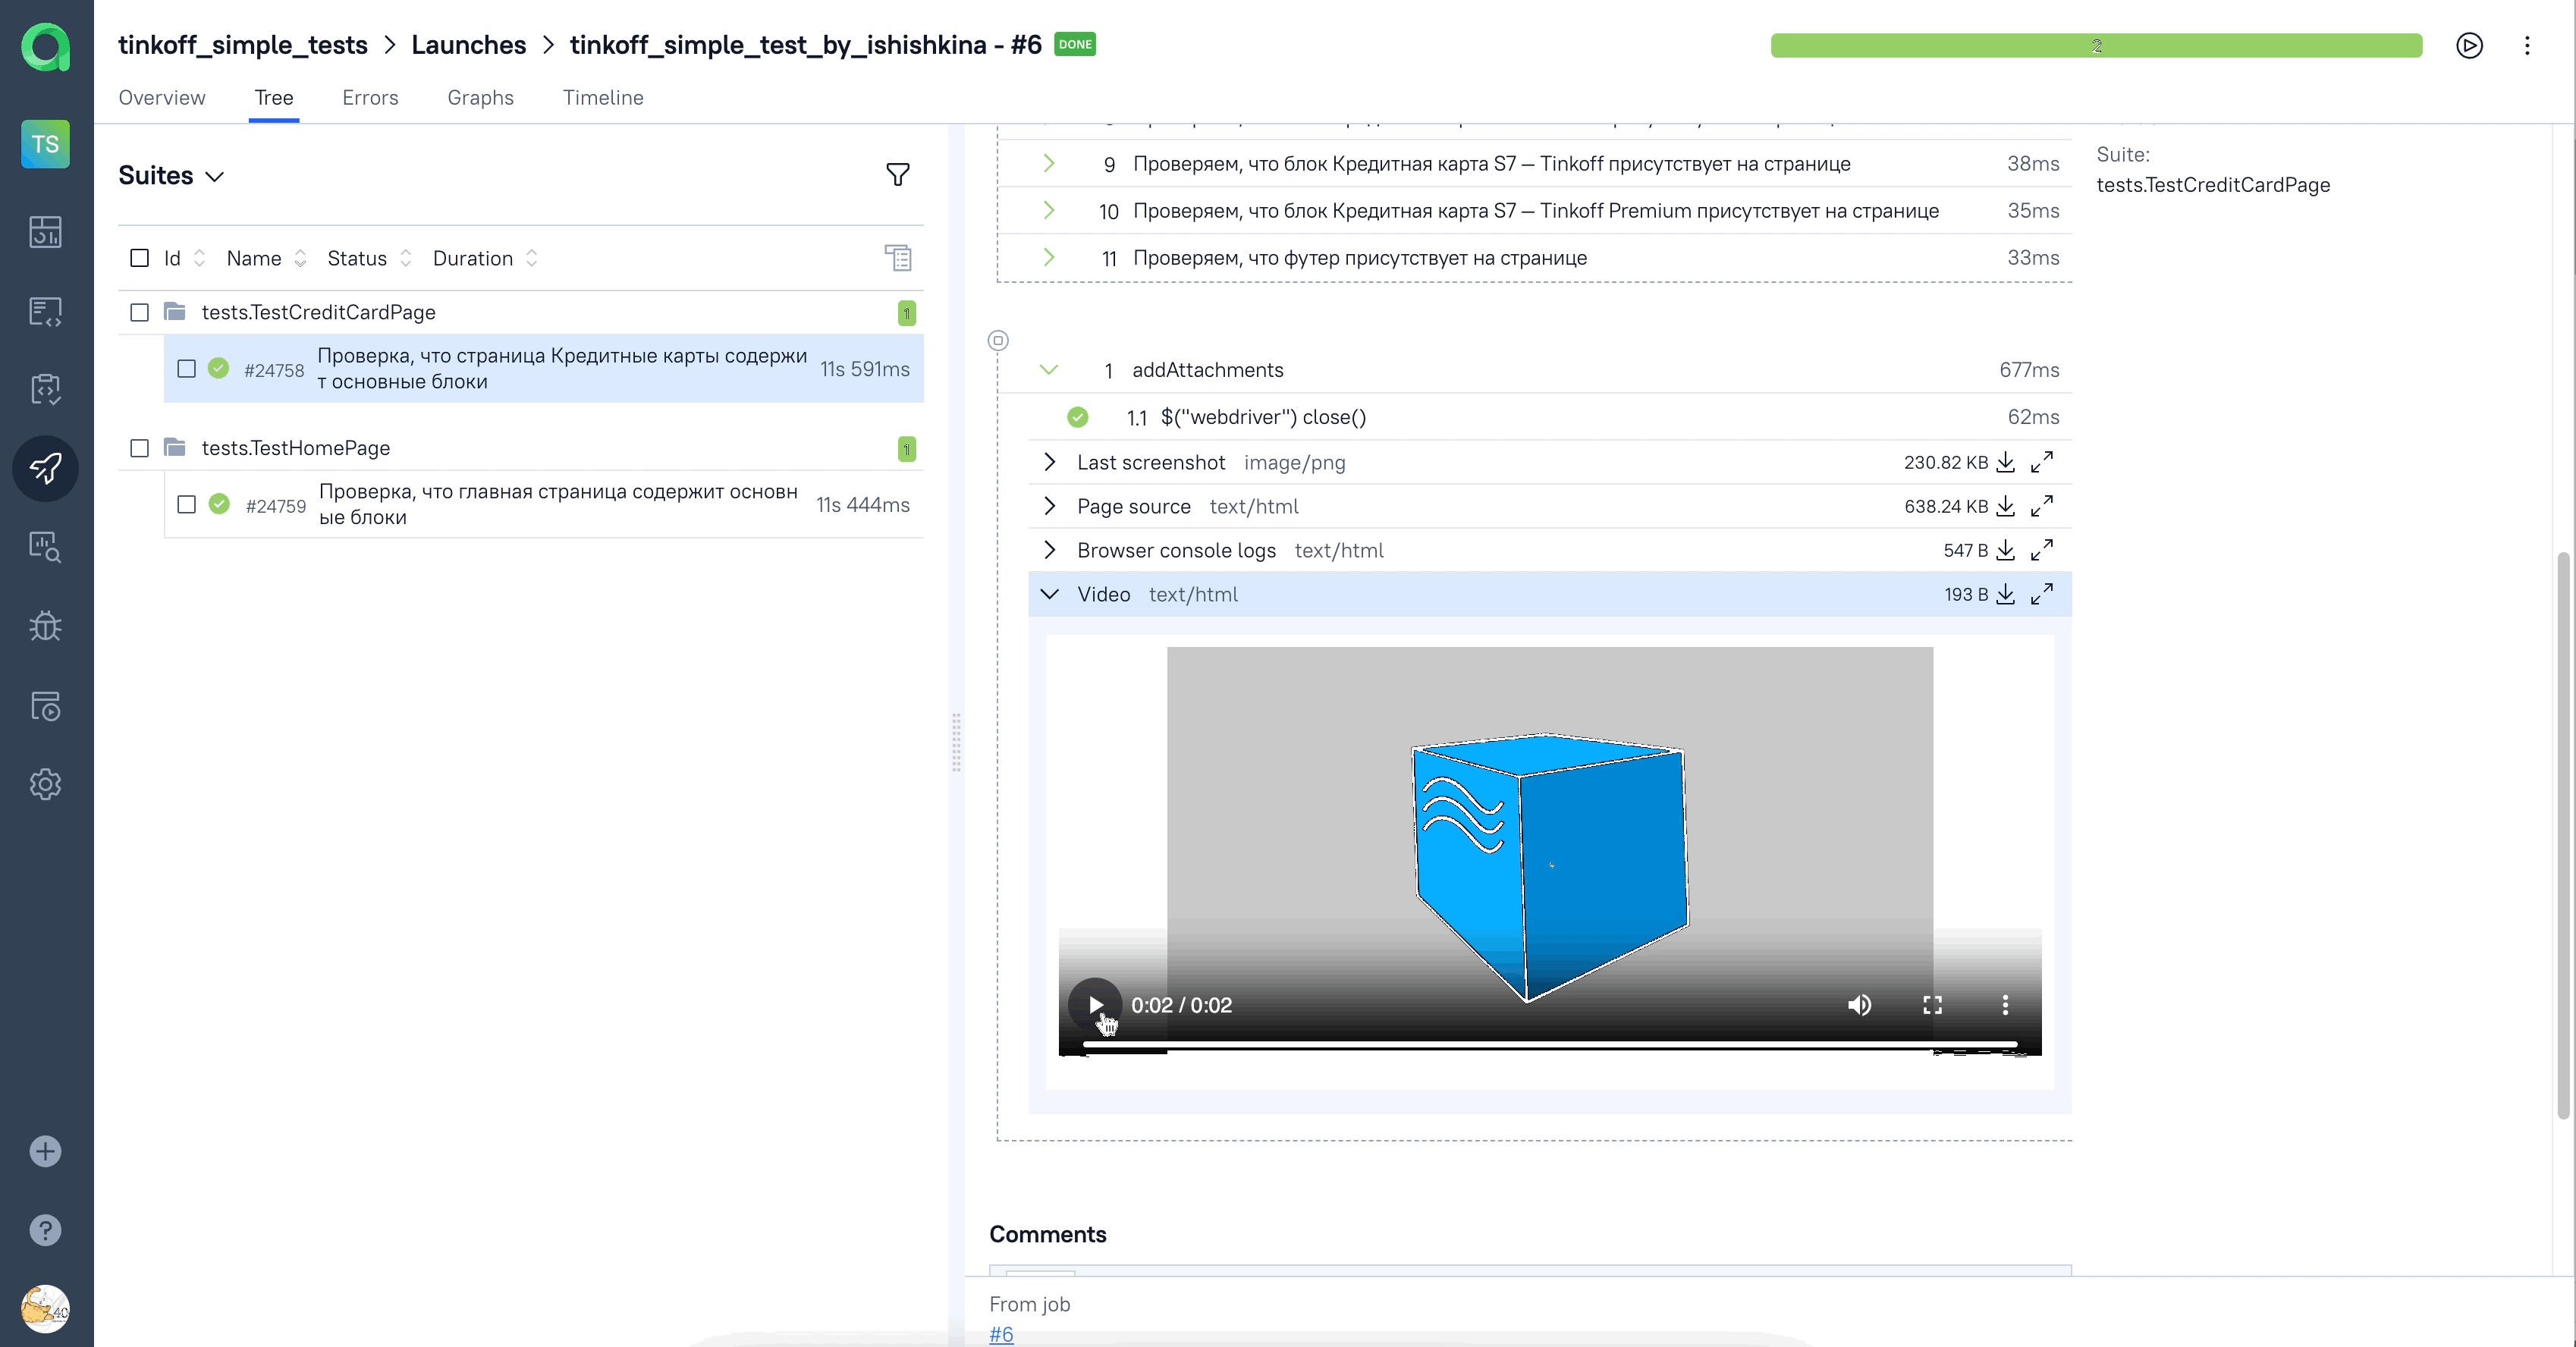 tinkoff_simple_tests > Launches > tinkoff_simple_test_by_ishishkina - #6 DONE
2
Overview Tree Errors Graphs Timeline
TS
Suites
Id Name Status Duration
tests.TestCreditCardPage 1
#24758 Проверка, что страница Кредитные карты содержи 11s 591ms
т основные блоки
tests.TestHomePage 1
#24759 Проверка, что главная страница содержит основн 11s 444ms
ые блоки
9 Проверяем, что блок Кредитная карта S7 — Tinkoff присутствует на странице 38ms
10 Проверяем, что блок Кредитная карта S7 — Tinkoff Premium присутствует на странице 35ms
11 Проверяем, что футер присутствует на странице 33ms
1 addAttachments 677ms
1.1 $("webdriver") close() 62ms
Last screenshot image/png 230.82 KB
Page source text/html 638.24 KB
Browser console logs text/html 547 B
Video text/html 193 B
0:02 / 0:02
Suite:
tests.TestCreditCardPage
Comments
From job
#6